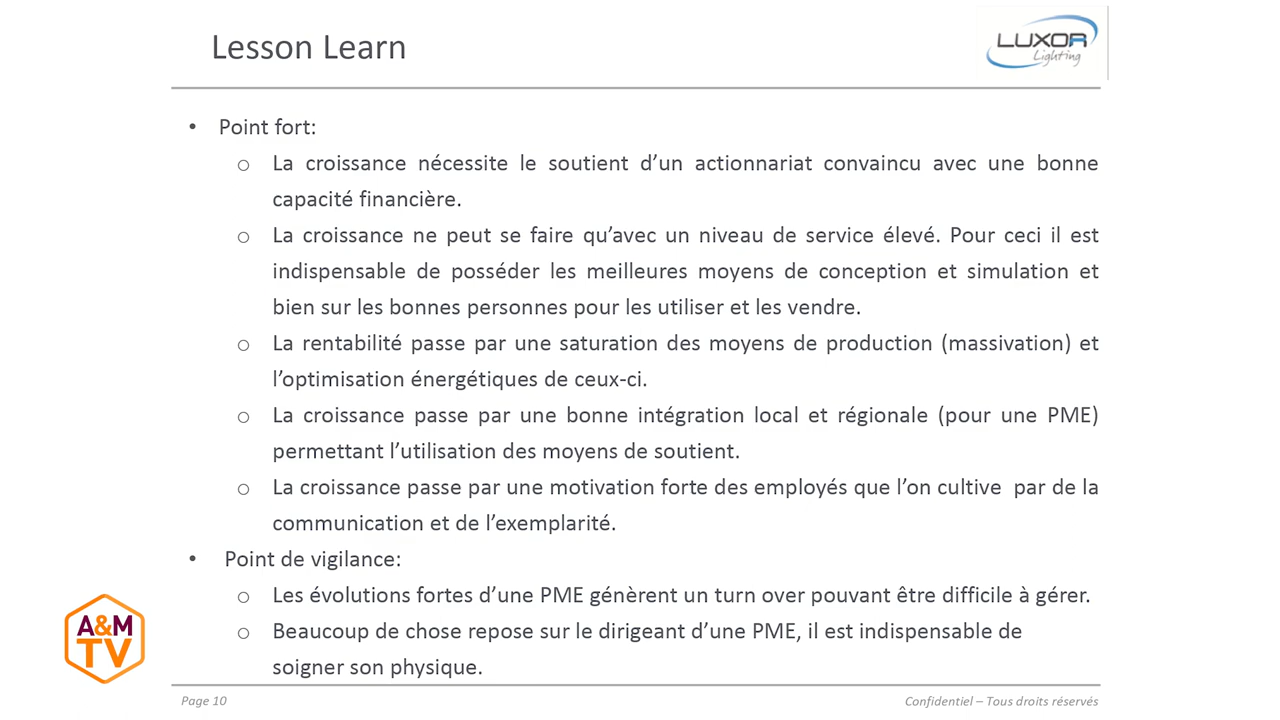 Lesson Learn
LUXOR
Lighting
• Point fort:
o La croissance nécessite le soutient d’un actionnariat convaincu avec une bonne
capacité financière.
o La croissance ne peut se faire qu’avec un niveau de service élevé. Pour ceci il est
indispensable de posséder les meilleures moyens de conception et simulation et
bien sur les bonnes personnes pour les utiliser et les vendre.
o La rentabilité passe par une saturation des moyens de production (massivation) et
l’optimisation énergétiques de ceux-ci.
o La croissance passe par une bonne intégration local et régionale (pour une PME)
permettant l’utilisation des moyens de soutient.
o La croissance passe par une motivation forte des employés que l’on cultive par de la
communication et de l’exemplarité.
• Point de vigilance:
o Les évolutions fortes d’une PME génèrent un turn over pouvant être difficile à gérer.
o Beaucoup de chose repose sur le dirigeant d’une PME, il est indispensable de
soigner son physique.
A&M
TV
Page 10
Confidentiel – Tous droits réservés